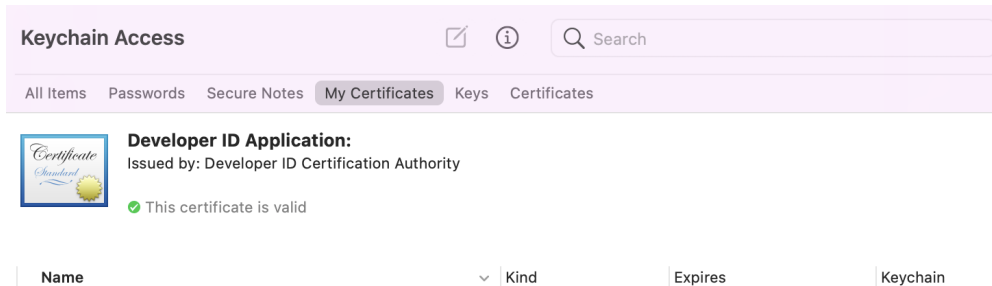 Keychain Access
Search
All Items Passwords Secure Notes My Certificates Keys Certificates
Certificate
Standard
Developer ID Application:
Issued by: Developer ID Certification Authority
This certificate is valid
Name Kind Expires Keychain